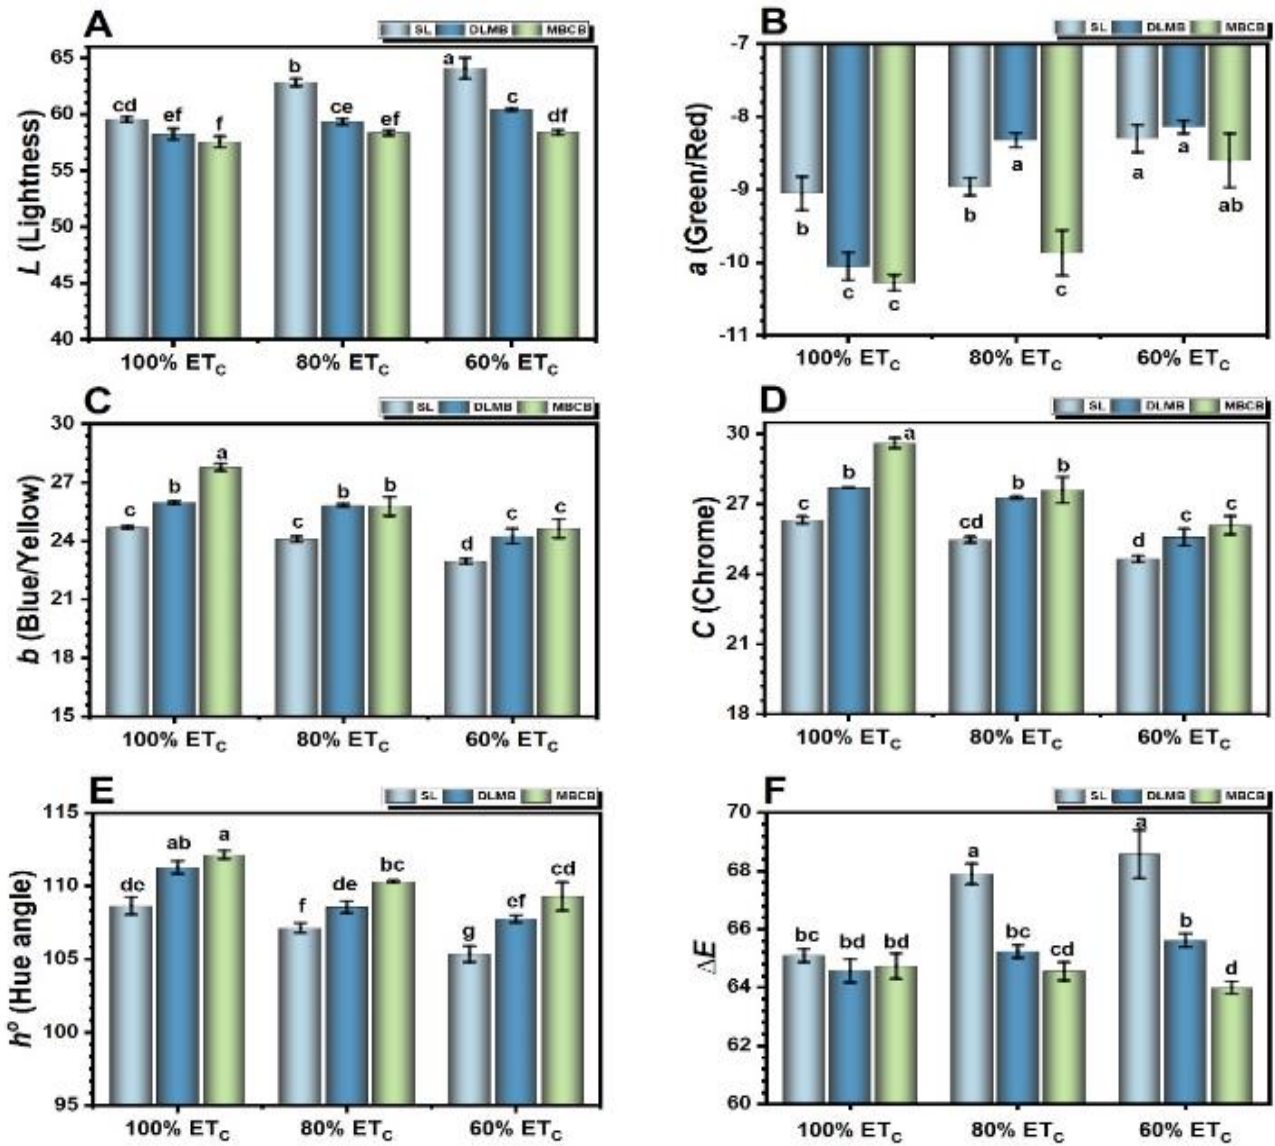 A
SL DLMB MBCB
L (Lightness)
65
60
55
50
45
40
cd ef f b ce ef a c df
100% ETC 80% ETC 60% ETC
B
SL DLMB MBCB
a (Green/Red)
-7
-8
-9
-10
-11
b c c b a c a a ab
100% ETC 80% ETC 60% ETC
C
SL DLMB MBCB
b (Blue/Yellow)
30
27
24
21
18
15
c b a c b b d c c
100% ETC 80% ETC 60% ETC
D
SL DLMB MBCB
C (Chrome)
30
27
24
21
18
c b a cd b b d c c
100% ETC 80% ETC 60% ETC
E
SL DLMB MBCB
hº (Hue angle)
115
110
105
100
95
dc ab a f de bc g ef cd
100% ETC 80% ETC 60% ETC
F
SL DLMB MBCB
ΔE
70
68
66
64
62
60
bc bd bd a bc cd a b d
100% ETC 80% ETC 60% ETC